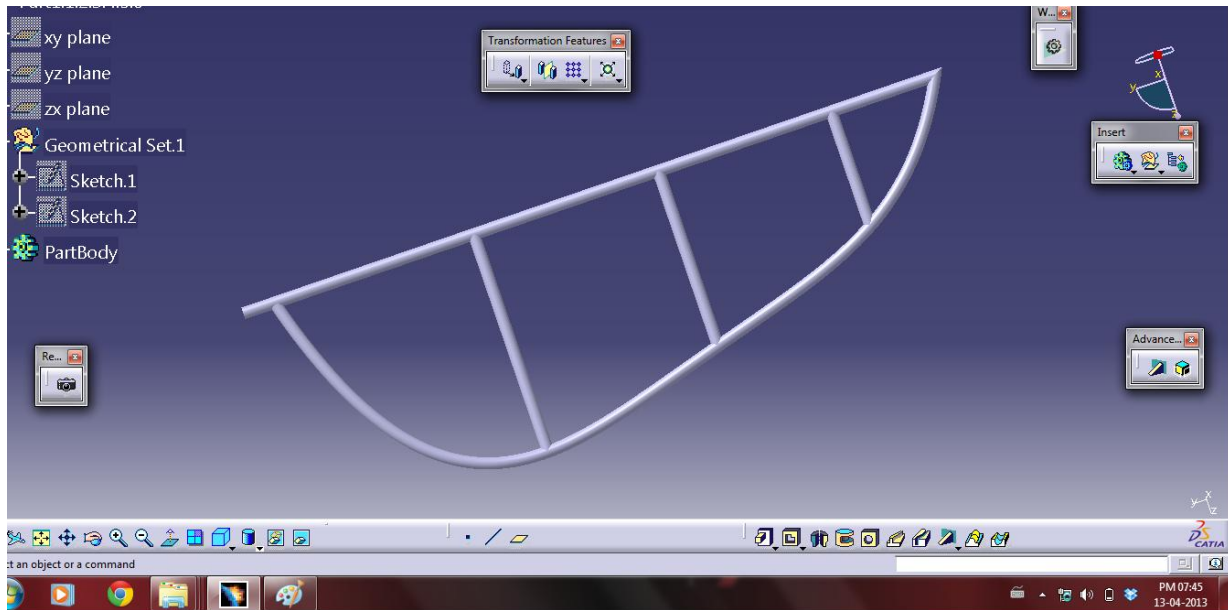 xy plane
yz plane
zx plane
Geometrical Set.1
Sketch.1
Sketch.2
PartBody
Transformation Features
W...
Insert
Re...
Advance...
x
y
y
x
z
CATIA
ct an object or a command
PM 07:45
13-04-2013